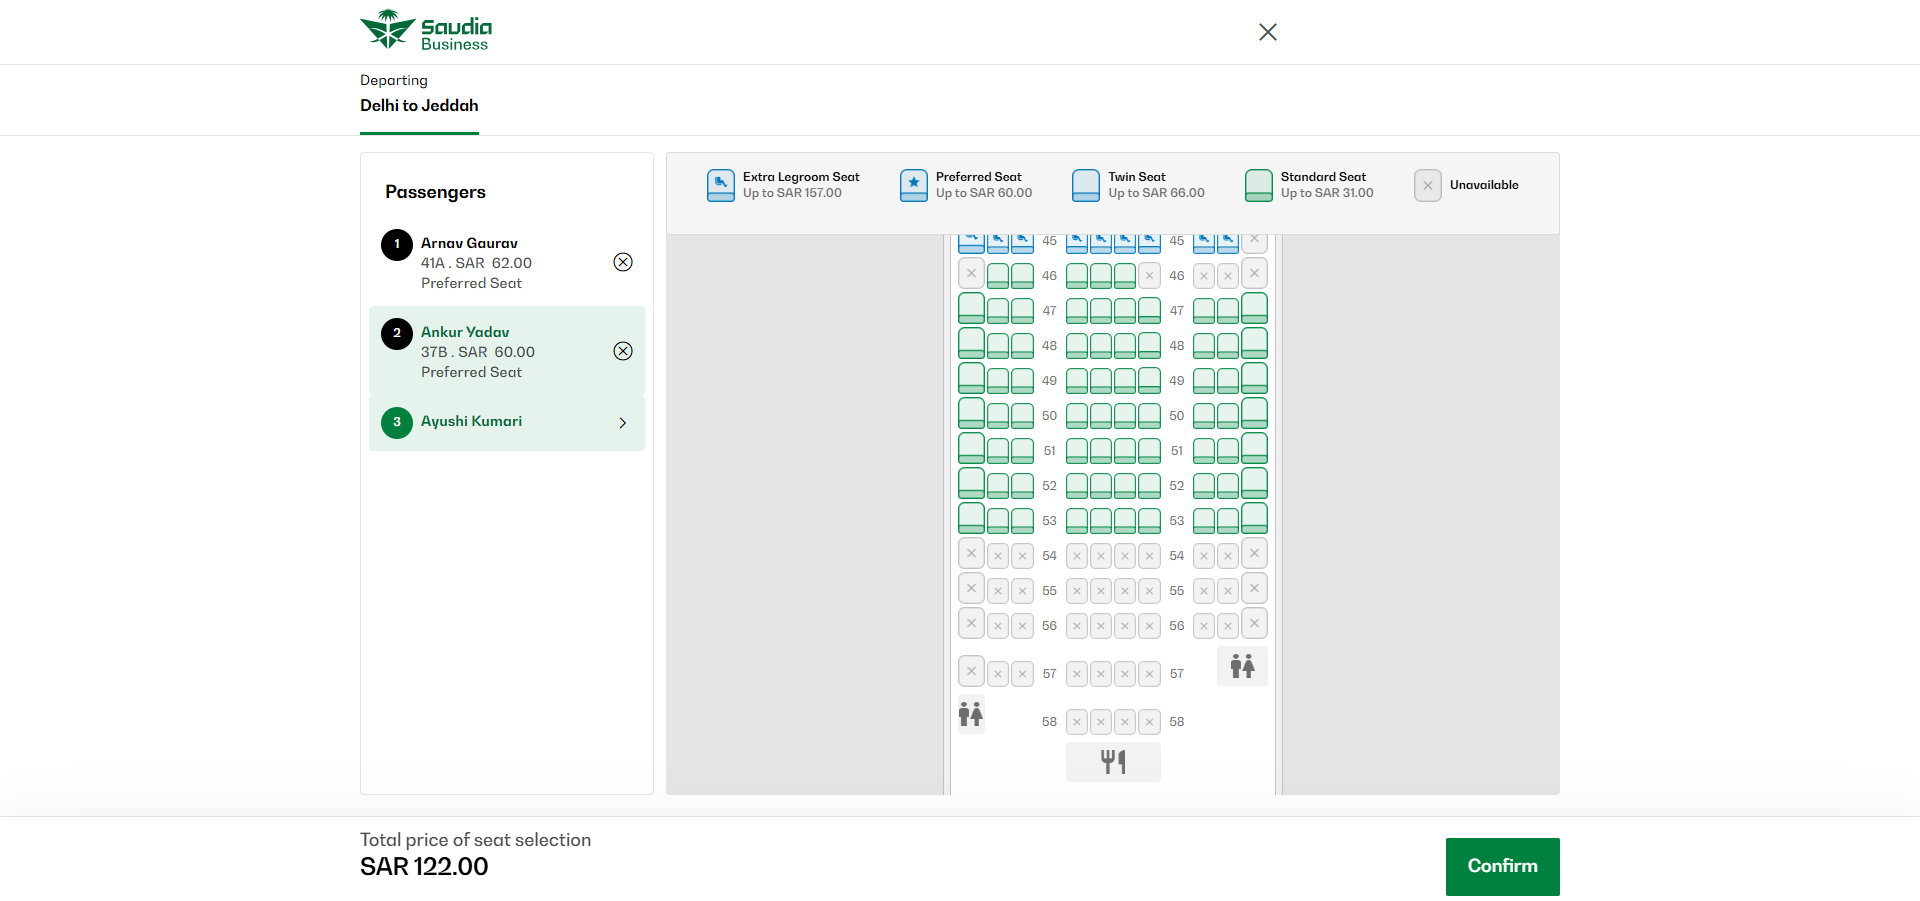 Saudia
Business
Departing
Delhi to Jeddah
Passengers
1
Arnav Gaurav
41A . SAR 62.00
Preferred Seat
2
Ankur Yadav
37B . SAR 60.00
Preferred Seat
3
Ayushi Kumari
Extra Legroom Seat
Up to SAR 157.00
Preferred Seat
Up to SAR 60.00
Twin Seat
Up to SAR 66.00
Standard Seat
Up to SAR 31.00
Unavailable
45 45
46 46
47 47
48 48
49 49
50 50
51 51
52 52
53 53
54 54
55 55
56 56
57 57
58 58
Total price of seat selection
SAR 122.00
Confirm